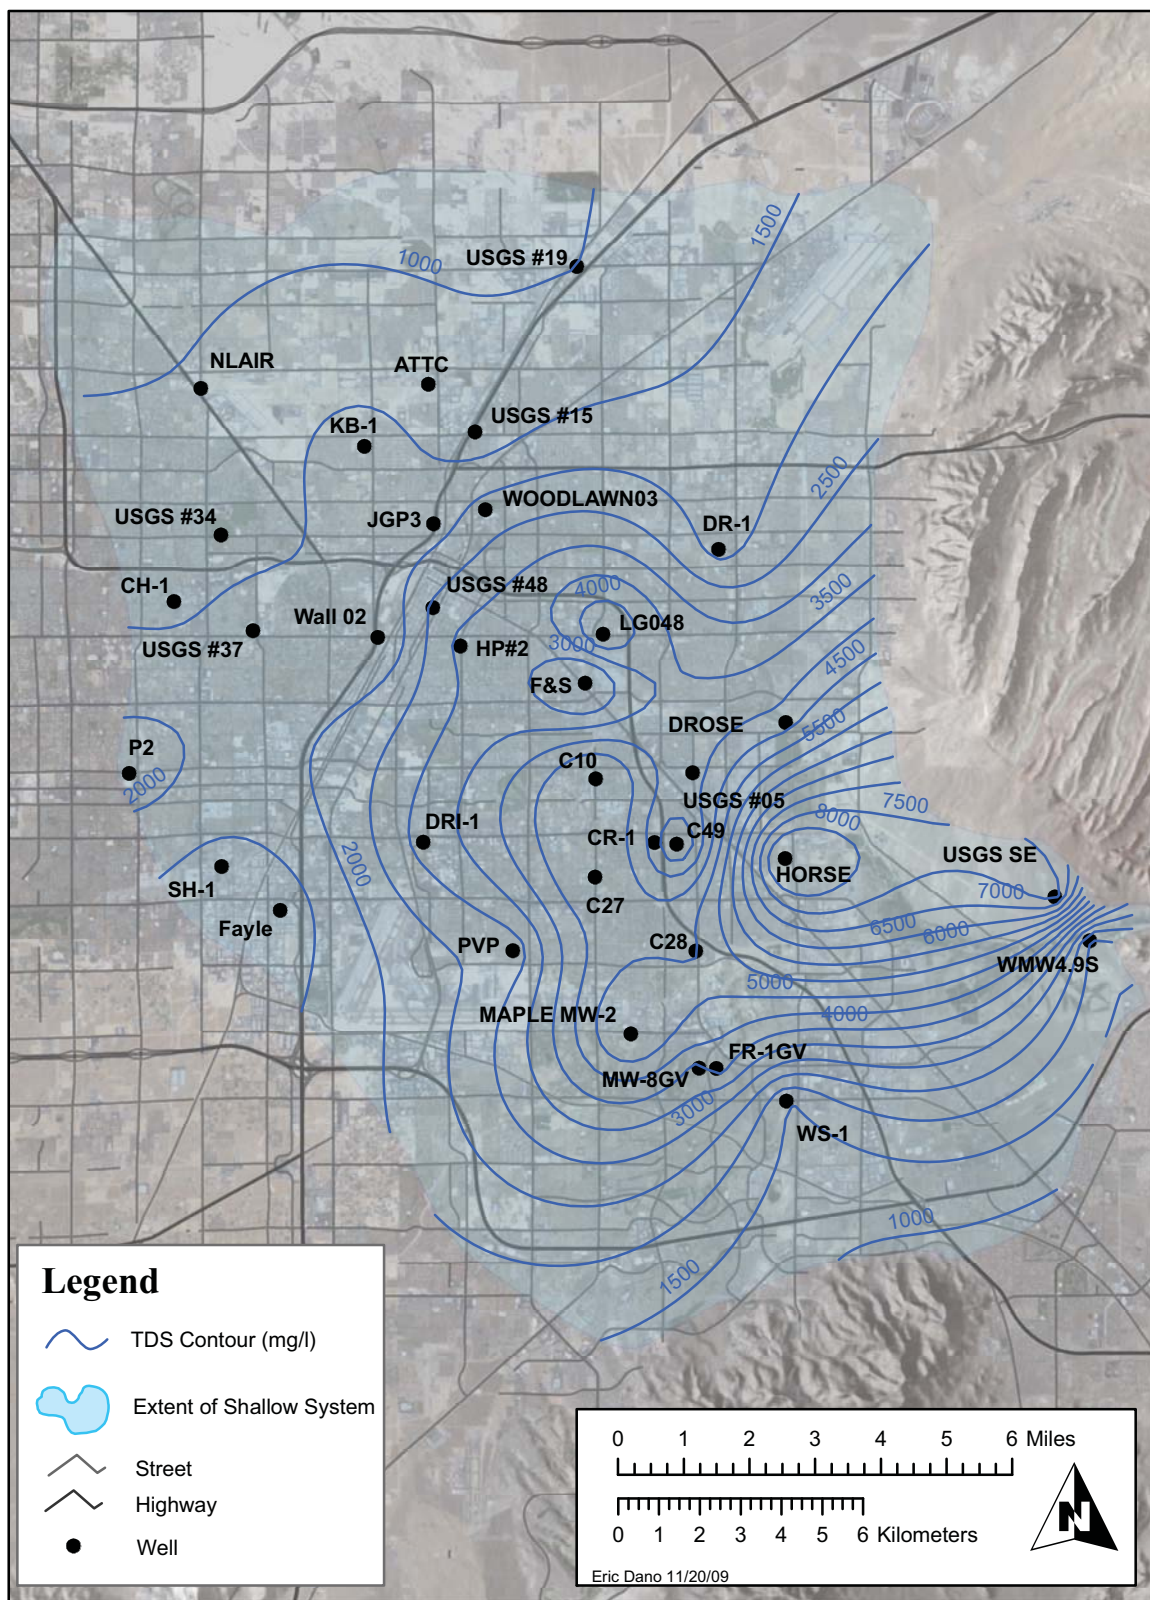 1500
USGS #19
1000
NLAIR
ATTC
USGS #15
KB-1
2500
WOODLAWN03
USGS #34
JGP3
DR-1
CH-1
USGS #48
4000
3500
Wall 02
LG048
USGS #37
HP#2
3000
4500
F&S
DROSE
5500
P2
2000
C10
USGS #05
7500
8000
DRI-1
CR-1
C49
2000
HORSE
USGS SE
SH-1
7000
C27
Fayle
6500
6000
PVP
C28
WMW4.9S
5000
MAPLE MW-2
4000
FR-1GV
MW-8GV
3000
WS-1
1000
1500
Legend
TDS Contour (mg/l)
Extent of Shallow System
Street
Highway
Well
0 1 2 3 4 5 6 Miles
0 1 2 3 4 5 6 Kilometers
N
Eric Dano 11/20/09